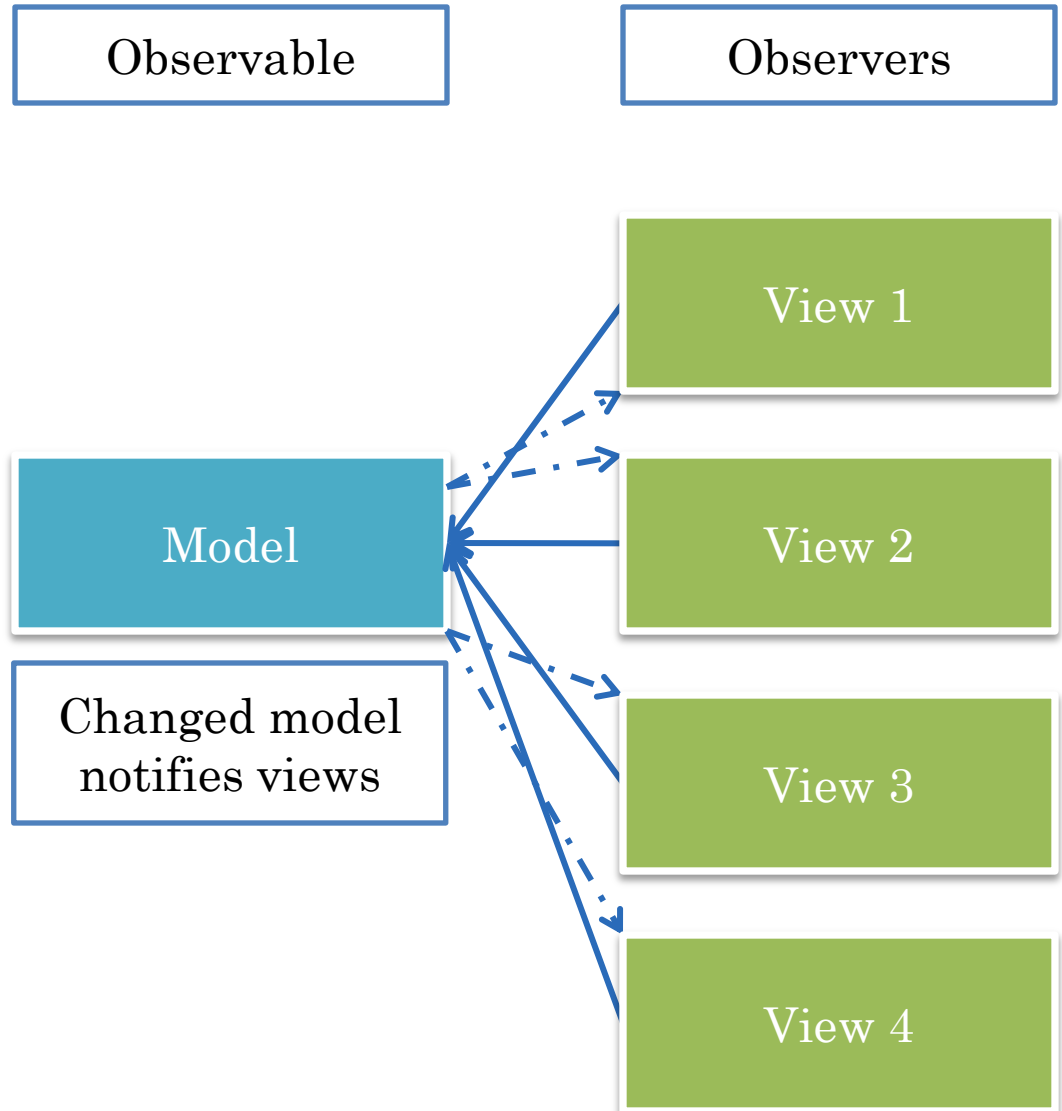 Observable
Observers
View 1
Model
View 2
Changed model
notifies views
View 3
View 4